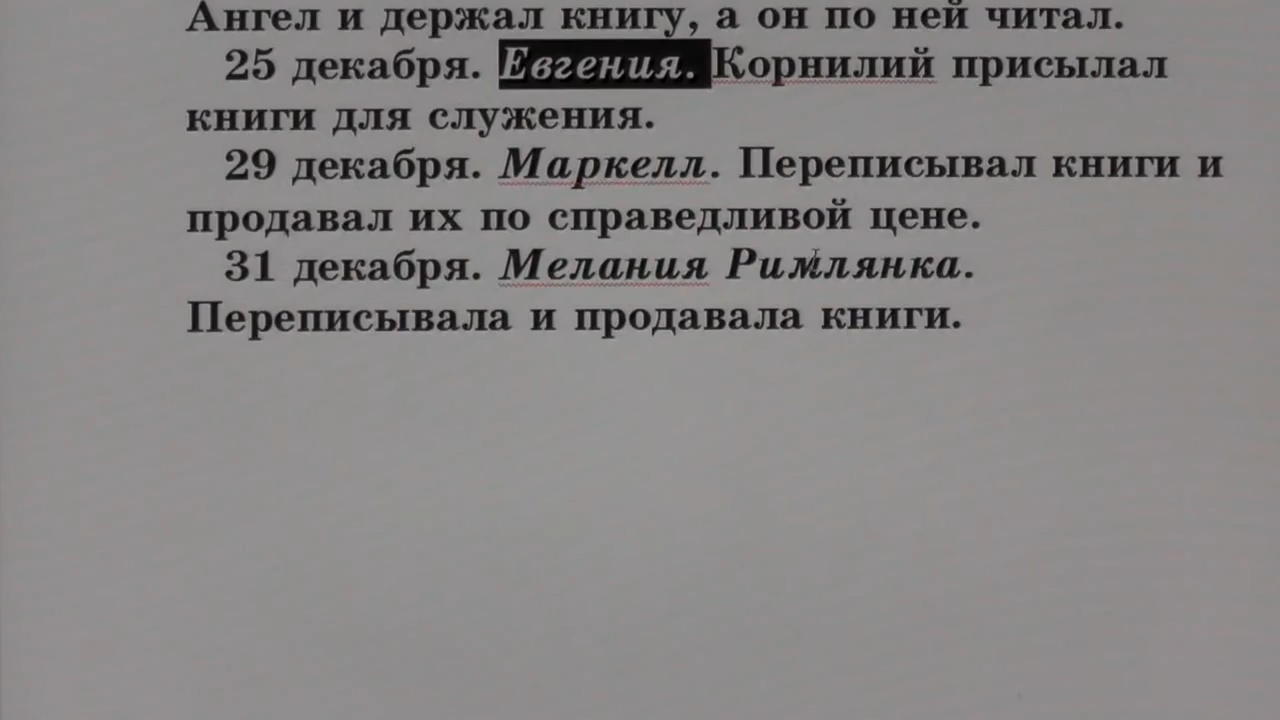 Ангел и держал книгу, а он по ней читал.
25 декабря. Евгения. Корнилий присылал
книги для служения.
29 декабря. Маркелл. Переписывал книги и
продавал их по справедливой цене.
31 декабря. Мелания Римлянка.
Переписывала и продавала книги.